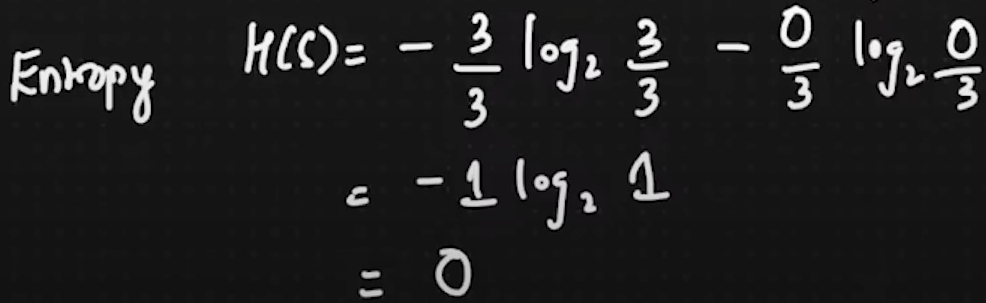 Entropy H(S) = - 3/3 log₂ 3/3 - 0/3 log₂ 0/3
= - 1 log₂ 1
= 0